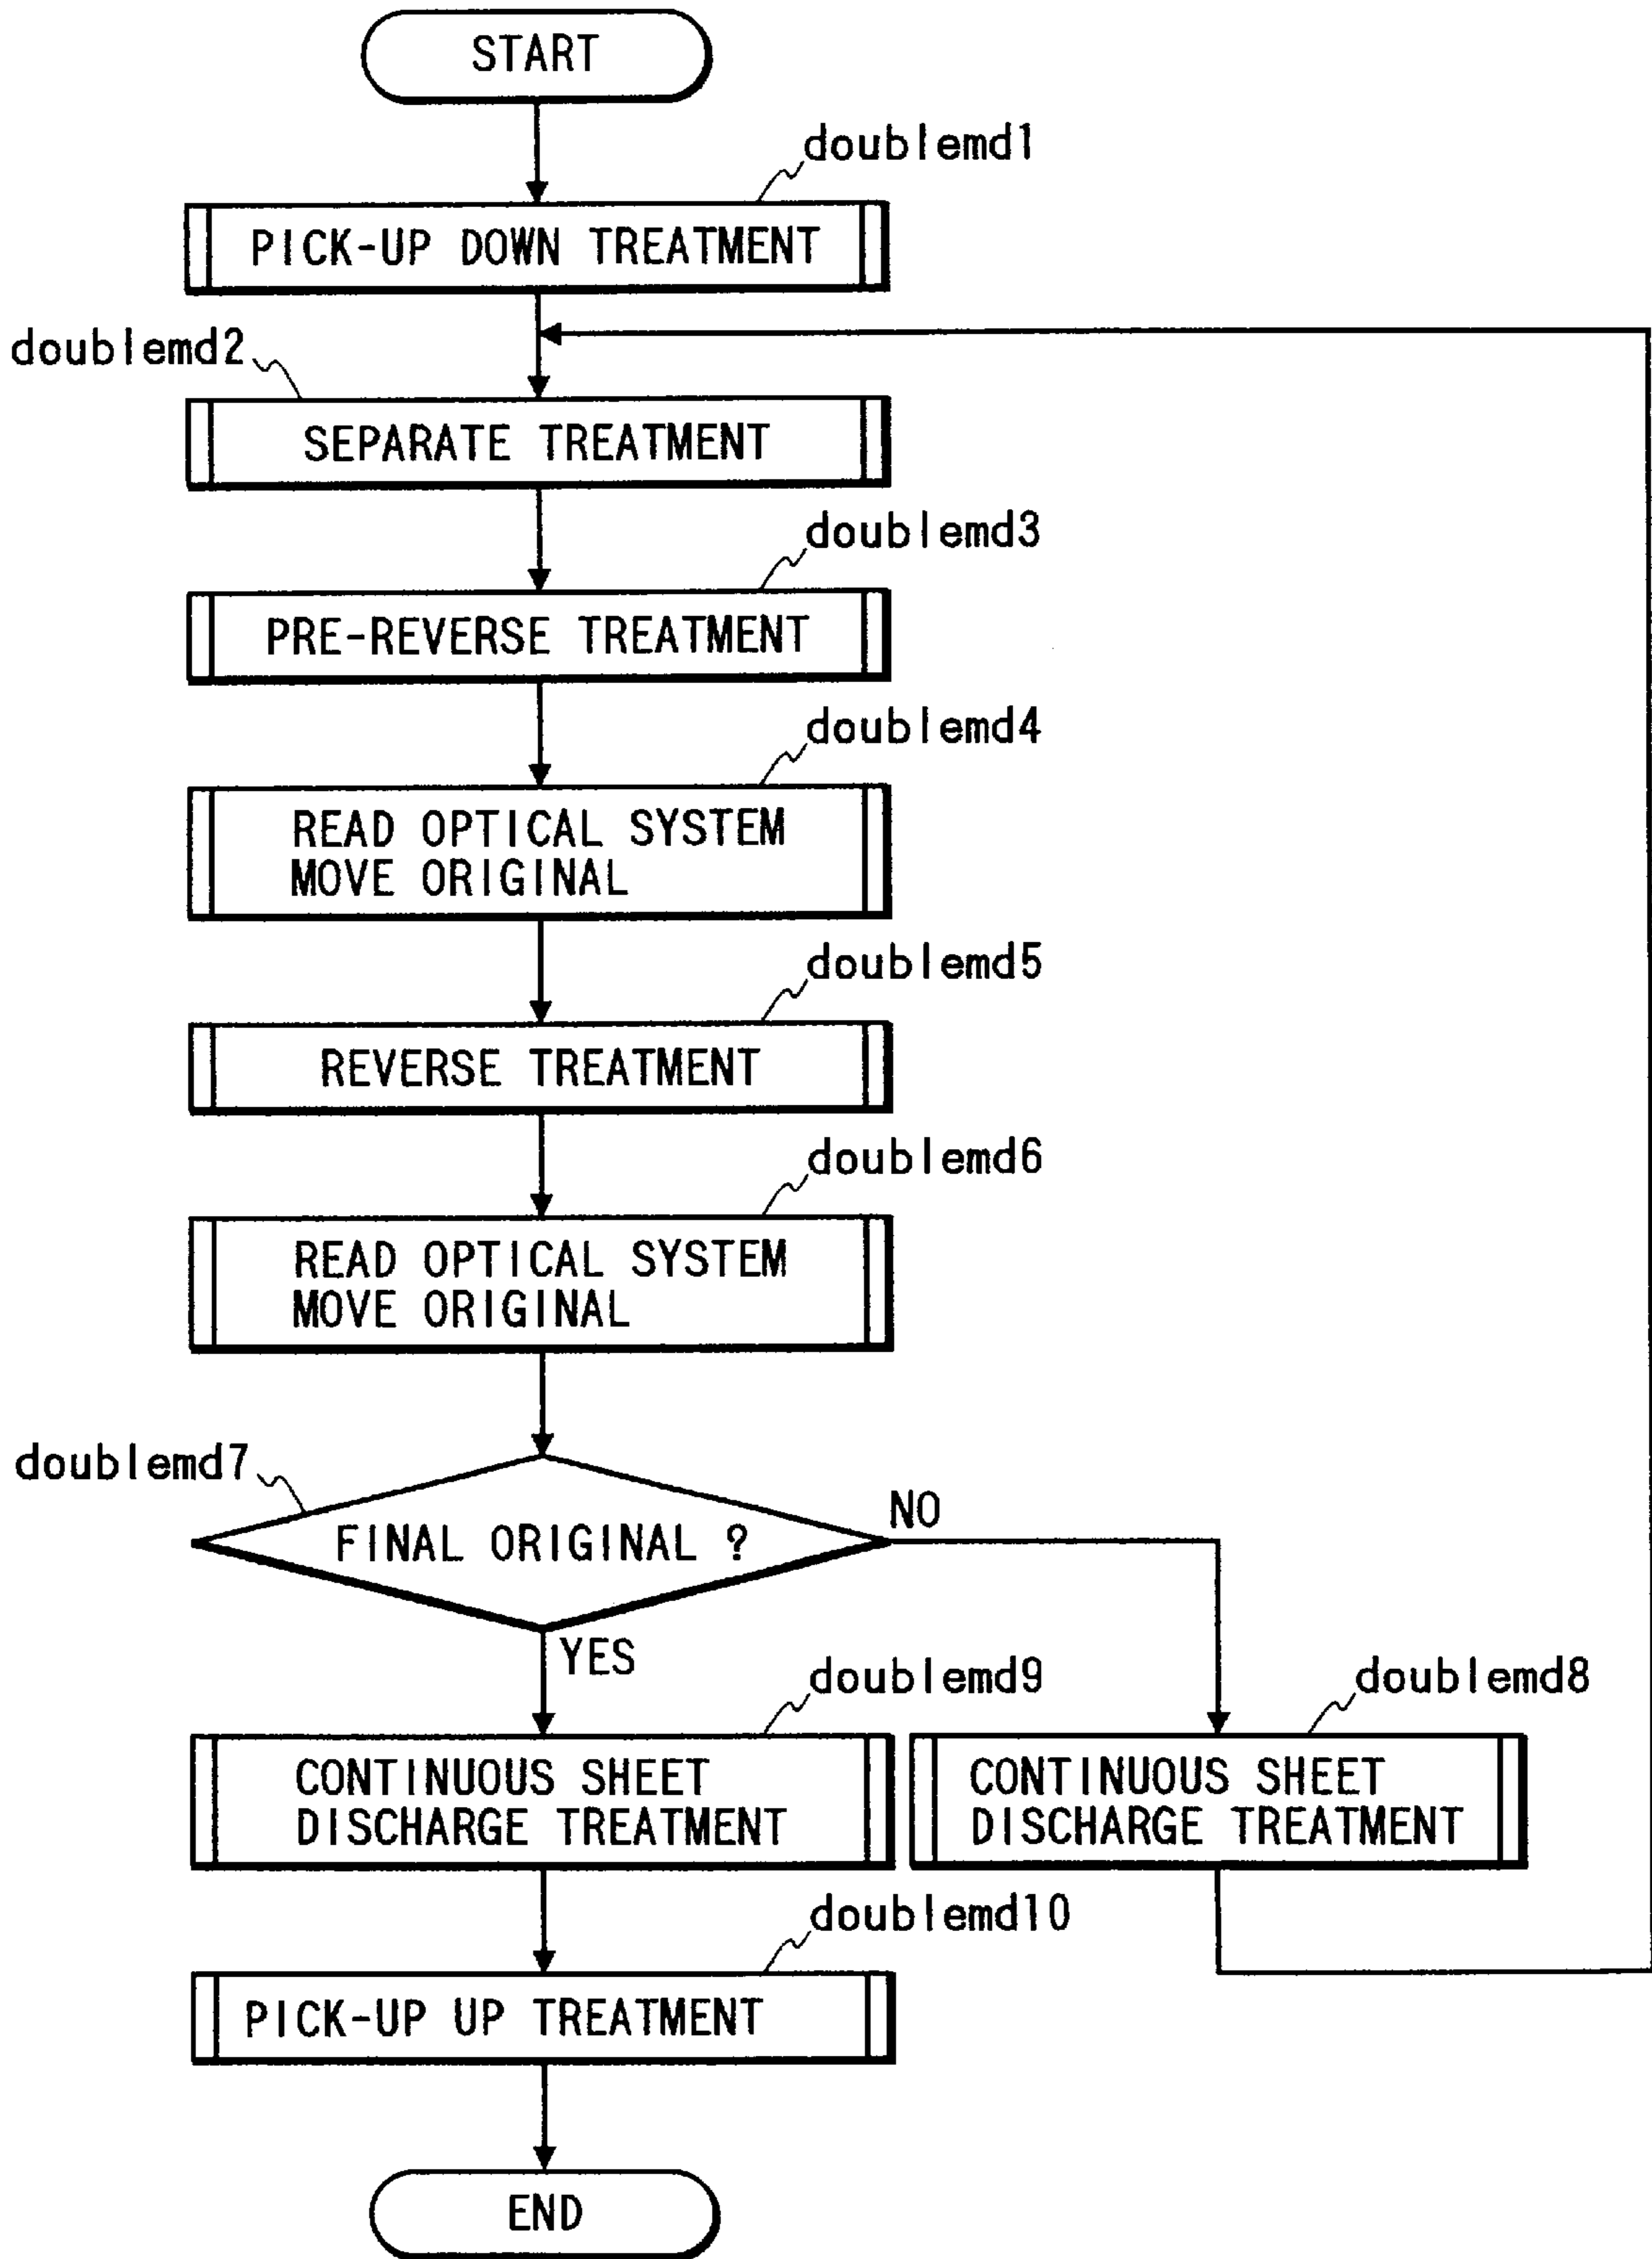 START
doublemd1
PICK-UP DOWN TREATMENT
doublemd2
SEPARATE TREATMENT
doublemd3
PRE-REVERSE TREATMENT
doublemd4
READ OPTICAL SYSTEM
MOVE ORIGINAL
doublemd5
REVERSE TREATMENT
doublemd6
READ OPTICAL SYSTEM
MOVE ORIGINAL
doublemd7
FINAL ORIGINAL ?
NO
YES
doublemd9
CONTINUOUS SHEET
DISCHARGE TREATMENT
doublemd8
CONTINUOUS SHEET
DISCHARGE TREATMENT
doublemd10
PICK-UP UP TREATMENT
END